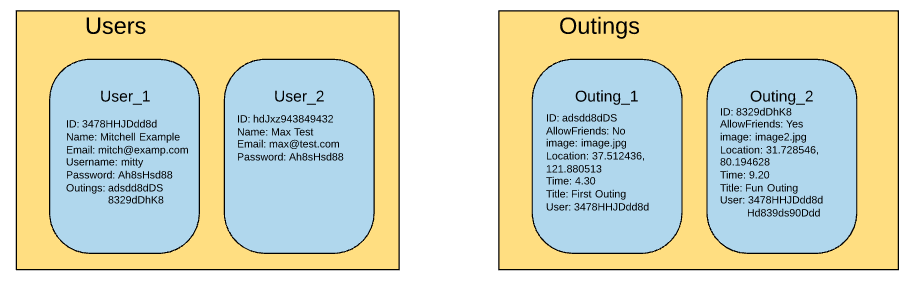 Users
User_1
ID: 3478HHJDdd8d
Name: Mitchell Example
Email: mitch@examp.com
Username: mitty
Password: Ah8sHsd88
Outings: adsdd8dDS
8329dDhK8
User_2
ID: hdJxz943849432
Name: Max Test
Email: max@test.com
Password: Ah8sHsd88
Outings
Outing_1
ID: adsdd8dDS
AllowFriends: No
image: image.jpg
Location: 37.512436,
121.880513
Time: 4.30
Title: First Outing
User: 3478HHJDdd8d
Outing_2
ID: 8329dDhK8
AllowFriends: Yes
image: image2.jpg
Location: 31.728546,
80.194628
Time: 9.20
Title: Fun Outing
User: 3478HHJDdd8d
Hd839ds90Ddd